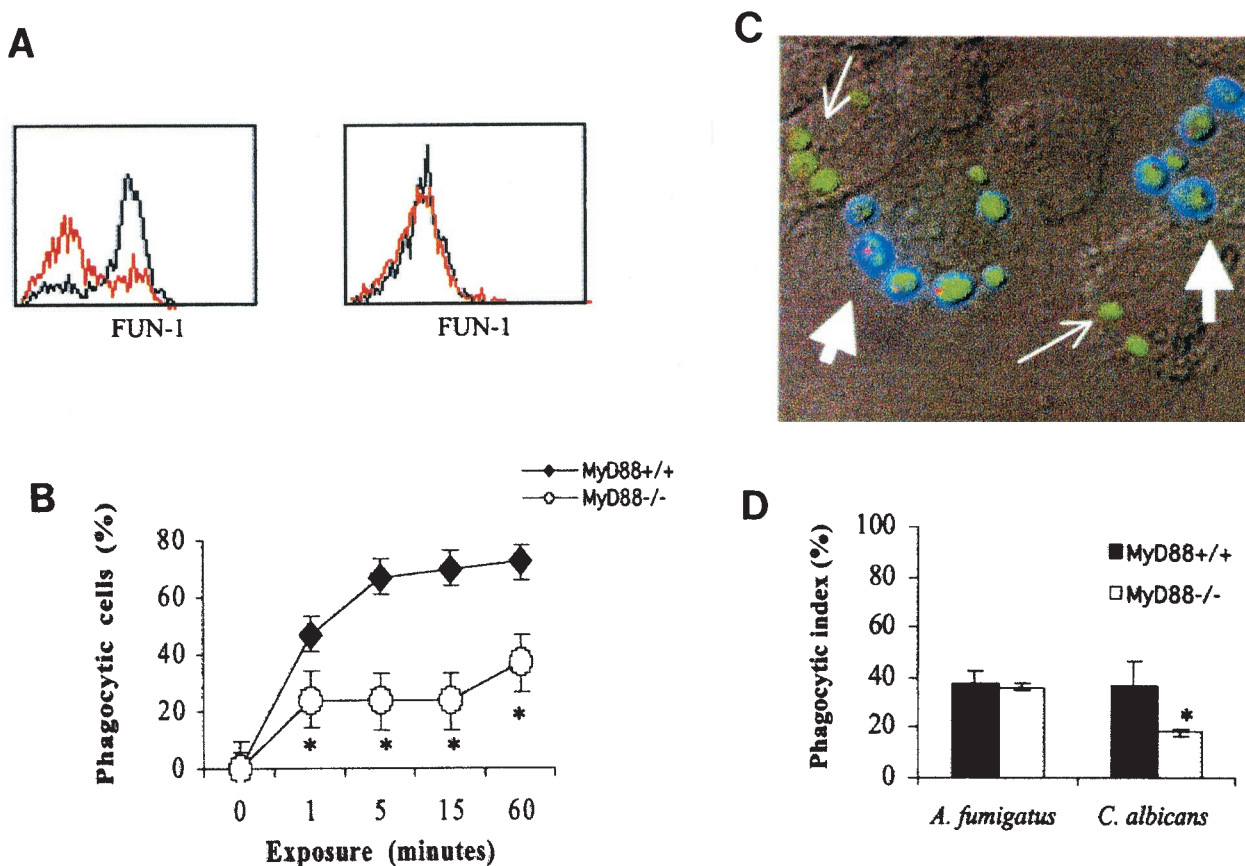 A
FUN-1
FUN-1
B
MyD88+/+
MyD88-/-
Phagocytic cells (%)
80
60
40
20
0
*
*
*
*
0 1 5 15 60
Exposure (minutes)
C
D
Phagocytic index (%)
100
80
60
40
20
0
MyD88+/+
MyD88-/-
*
A. fumigatus C. albicans